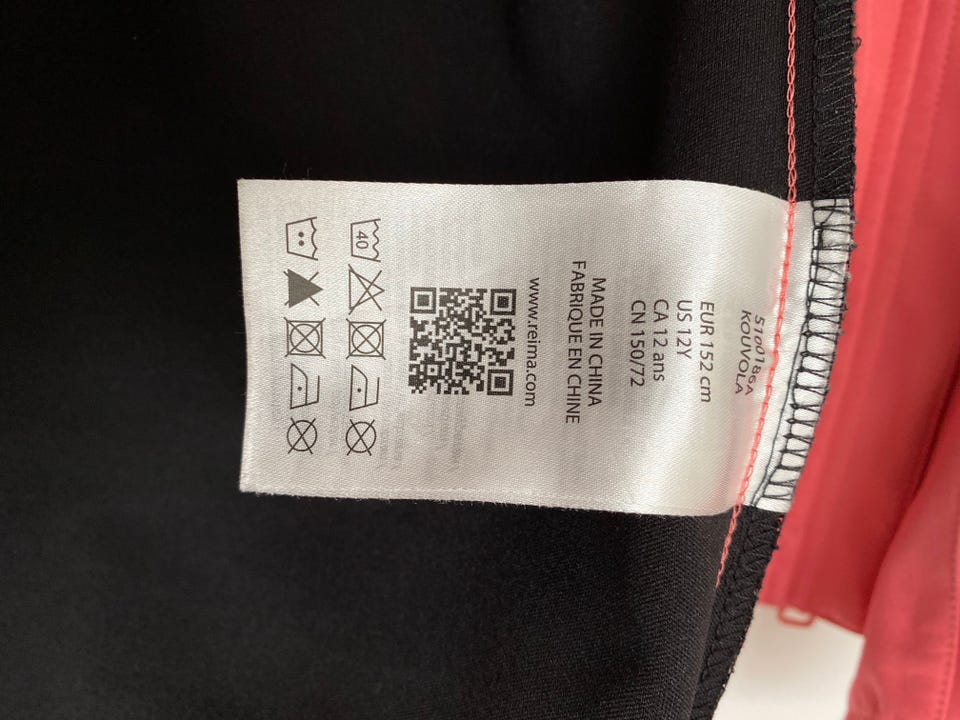 5100186A
KOUVOLA
EUR 152 cm
US 12Y
CA 12 ans
CN 150/72
MADE IN CHINA
FABRIQUE EN CHINE
www.reima.com
40